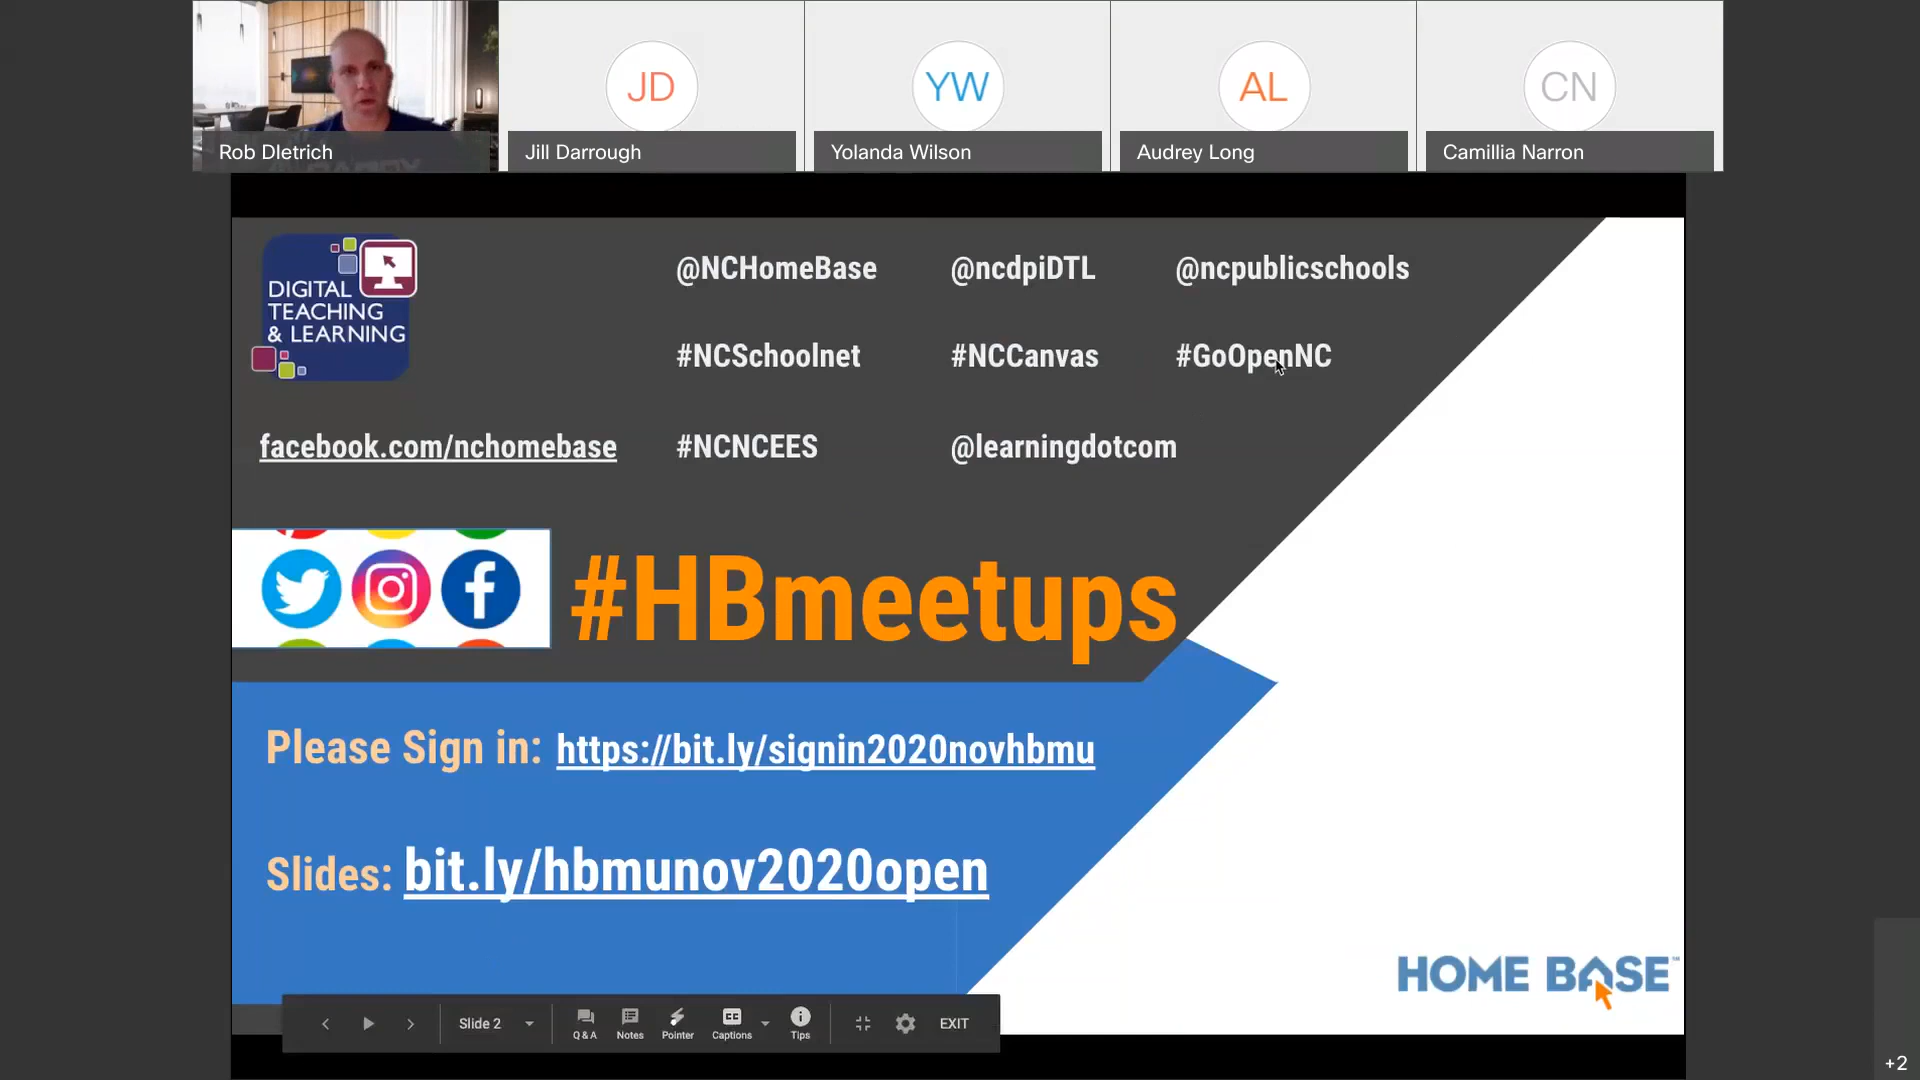 JD
YW
AL
CN
Rob Dletrich
Jill Darrough
Yolanda Wilson
Audrey Long
Camillia Narron
DIGITAL
TEACHING
& LEARNING
@NCHomeBase
@ncdpiDTL
@ncpublicschools
#NCSchoolnet
#NCCanvas
#GoOpenNC
facebook.com/nchomebase
#NCNCEES
@learningdotcom
#HBmeetups
Please Sign in: https://bit.ly/signin2020novhbmu
Slides: bit.ly/hbmunov2020open
HOME BASE™
Slide 2
Q & A
Notes
Pointer
CC
Captions
Tips
EXIT
+2